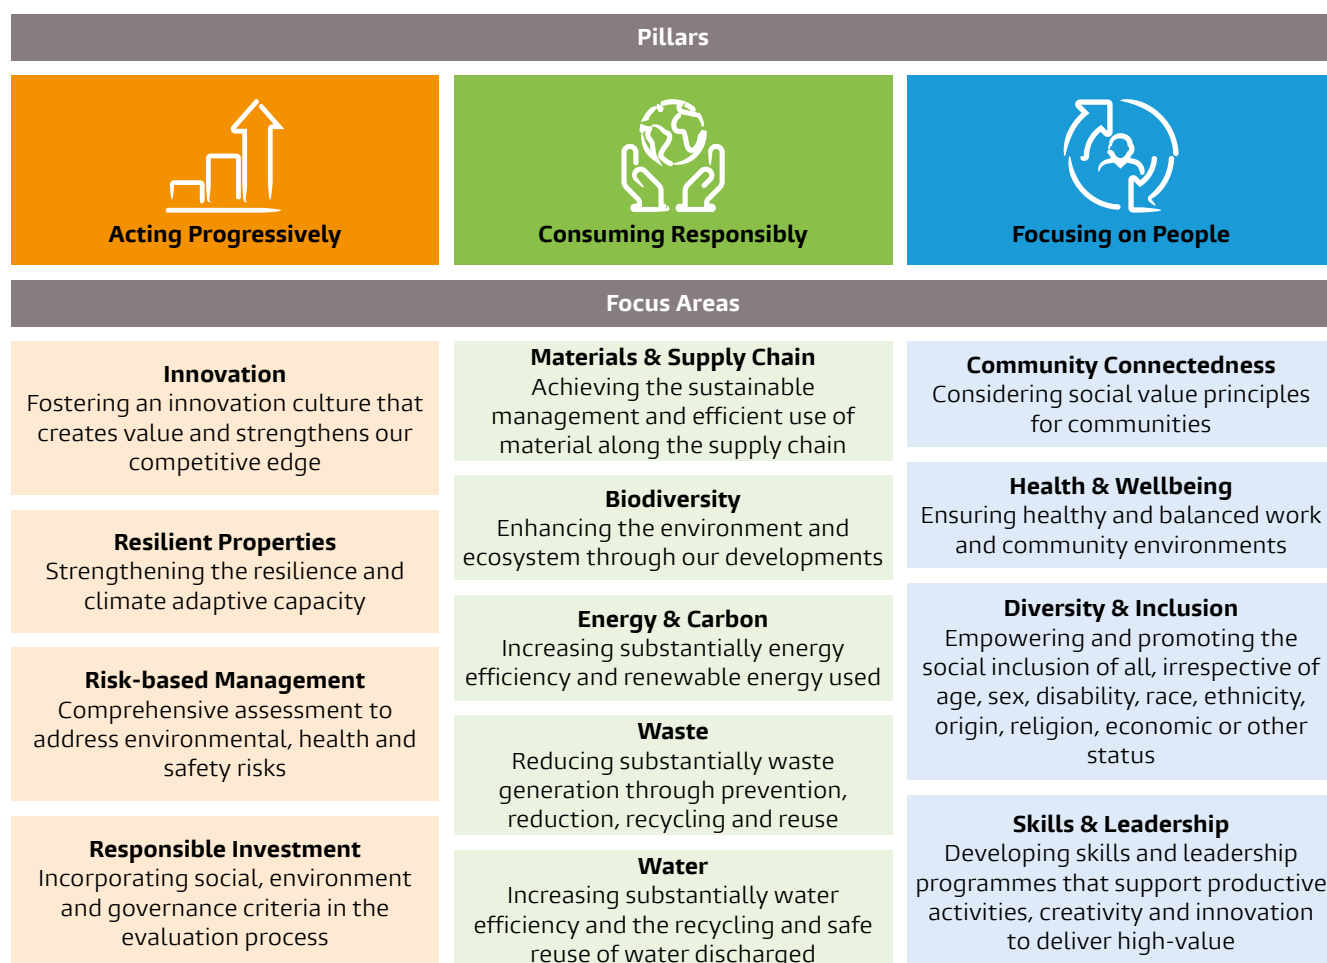 Pillars
Acting Progressively
Consuming Responsibly
Focusing on People
Focus Areas
Innovation
Fostering an innovation culture that
creates value and strengthens our
competitive edge
Resilient Properties
Strengthening the resilience and
climate adaptive capacity
Risk-based Management
Comprehensive assessment to
address environmental, health and
safety risks
Responsible Investment
Incorporating social, environment
and governance criteria in the
evaluation process
Materials & Supply Chain
Achieving the sustainable
management and efficient use of
material along the supply chain
Biodiversity
Enhancing the environment and
ecosystem through our developments
Energy & Carbon
Increasing substantially energy
efficiency and renewable energy used
Waste
Reducing substantially waste
generation through prevention,
reduction, recycling and reuse
Water
Increasing substantially water
efficiency and the recycling and safe
reuse of water discharged
Community Connectedness
Considering social value principles
for communities
Health & Wellbeing
Ensuring healthy and balanced work
and community environments
Diversity & Inclusion
Empowering and promoting the
social inclusion of all, irrespective of
age, sex, disability, race, ethnicity,
origin, religion, economic or other
status
Skills & Leadership
Developing skills and leadership
programmes that support productive
activities, creativity and innovation
to deliver high-value